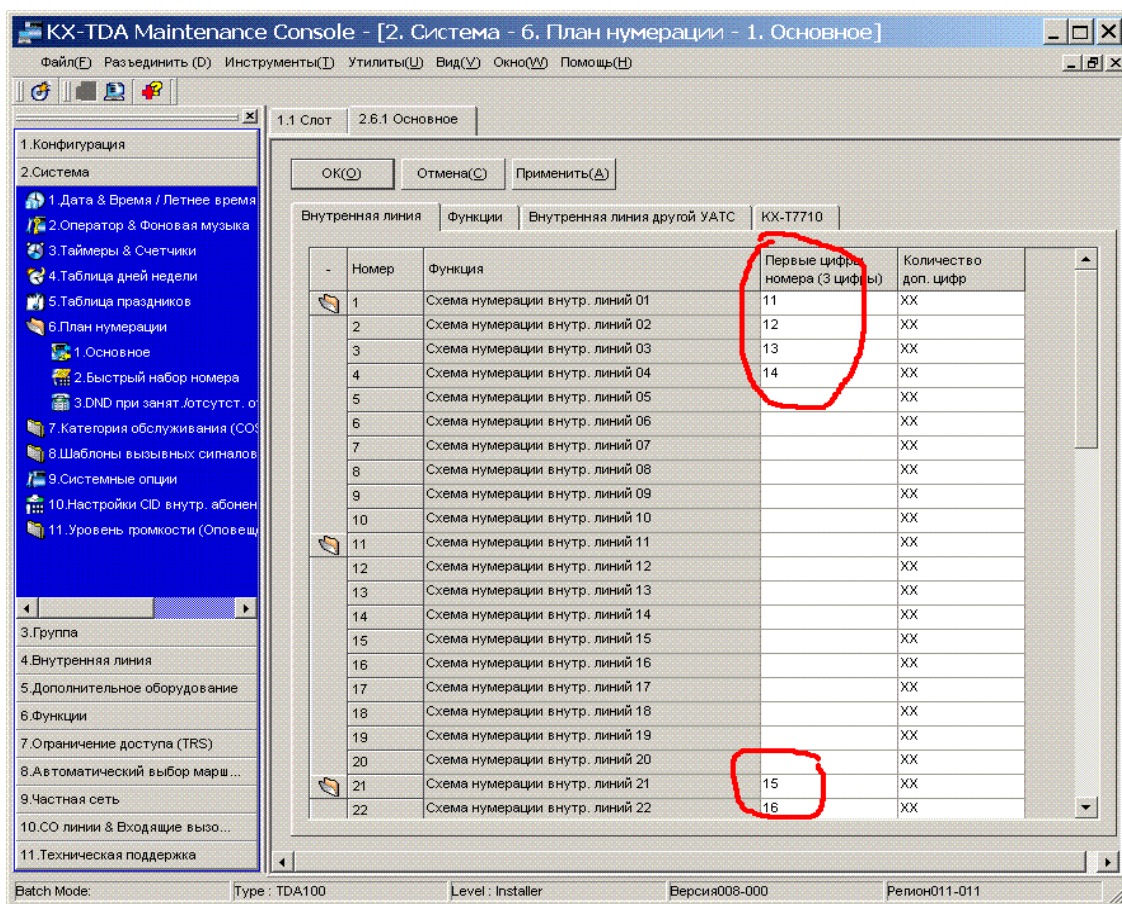 KX-TDA Maintenance Console - [2. Система - 6. План нумерации - 1. Основное]
Файл(F) Разъединить (D) Инструменты(T) Утилиты(U) Вид(V) Окно(W) Помощь(H)
1.1 Слот 2.6.1 Основное
1.Конфигурация
2.Система
1.Дата & Время / Летнее время
2.Оператор & Фоновая музыка
3.Таймеры & Счетчики
4.Таблица дней недели
5.Таблица праздников
6.План нумерации
1.Основное
2.Быстрый набор номера
3.DND при занят./отсутст. о
7.Категория обслуживания (COS
8.Шаблоны вызывных сигналов
9.Системные опции
10.Настройки CID внутр. абонен
11.Уровень громкости (Оповещ
3.Группа
4.Внутренняя линия
5.Дополнительное оборудование
6.Функции
7.Ограничение доступа (TRS)
8.Автоматический выбор марш...
9.Частная сеть
10.CO линии & Входящие вызо...
11.Техническая поддержка
ОК(O) Отмена(C) Применить(A)
Внутренняя линия Функции Внутренняя линия другой УАТС KX-T7710
- Номер Функция Первые цифры номера (3 цифры) Количество доп. цифр
1 Схема нумерации внутр. линий 01 11 XX
2 Схема нумерации внутр. линий 02 12 XX
3 Схема нумерации внутр. линий 03 13 XX
4 Схема нумерации внутр. линий 04 14 XX
5 Схема нумерации внутр. линий 05 XX
6 Схема нумерации внутр. линий 06 XX
7 Схема нумерации внутр. линий 07 XX
8 Схема нумерации внутр. линий 08 XX
9 Схема нумерации внутр. линий 09 XX
10 Схема нумерации внутр. линий 10 XX
11 Схема нумерации внутр. линий 11 XX
12 Схема нумерации внутр. линий 12 XX
13 Схема нумерации внутр. линий 13 XX
14 Схема нумерации внутр. линий 14 XX
15 Схема нумерации внутр. линий 15 XX
16 Схема нумерации внутр. линий 16 XX
17 Схема нумерации внутр. линий 17 XX
18 Схема нумерации внутр. линий 18 XX
19 Схема нумерации внутр. линий 19 XX
20 Схема нумерации внутр. линий 20 XX
21 Схема нумерации внутр. линий 21 15 XX
22 Схема нумерации внутр. линий 22 16 XX
Batch Mode: Type : TDA100 Level : Installer Версия008-000 Регион011-011